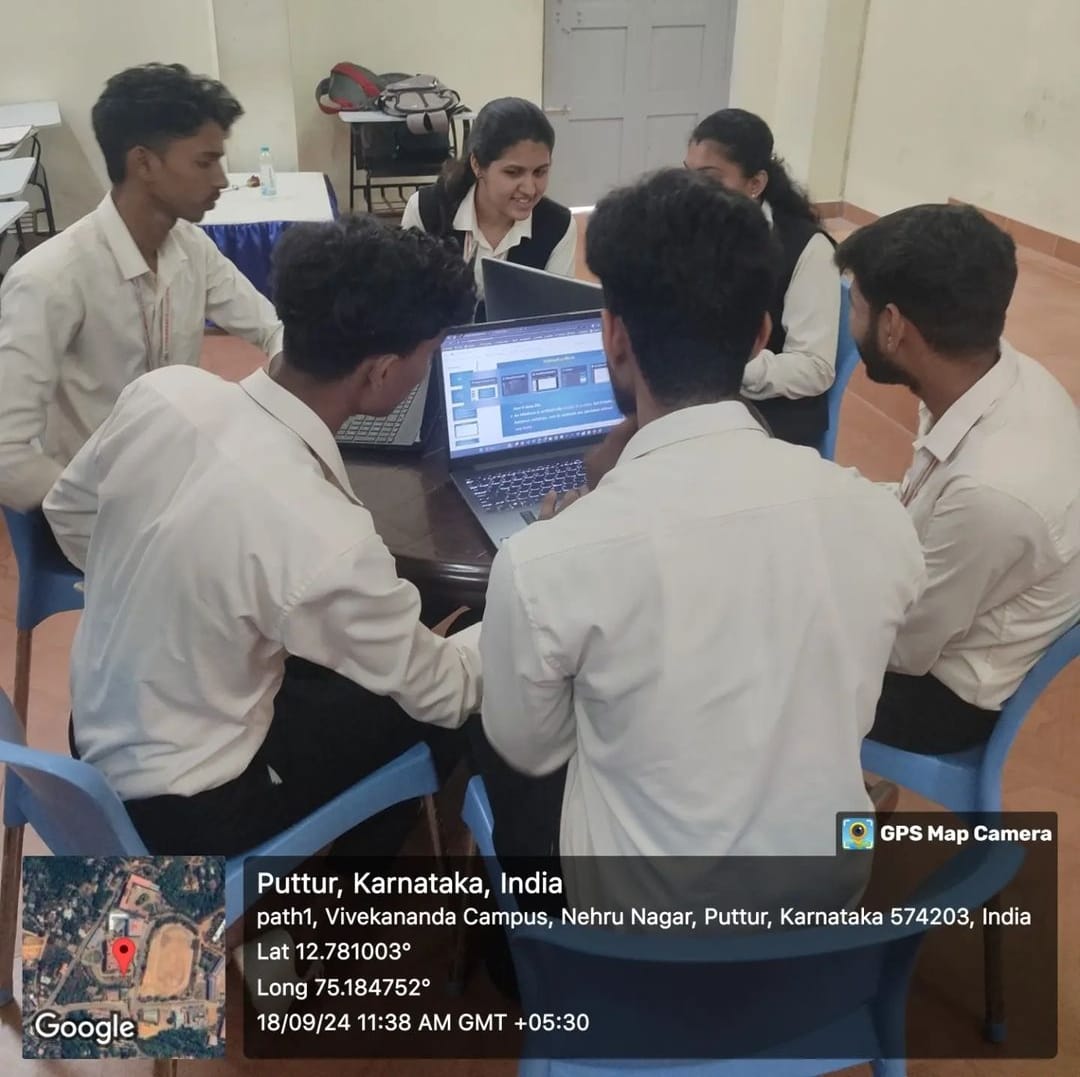 GPS Map Camera
Puttur, Karnataka, India
path1, Vivekananda Campus, Nehru Nagar, Puttur, Karnataka 574203, India
Lat 12.781003°
Long 75.184752°
18/09/24 11:38 AM GMT +05:30
Google